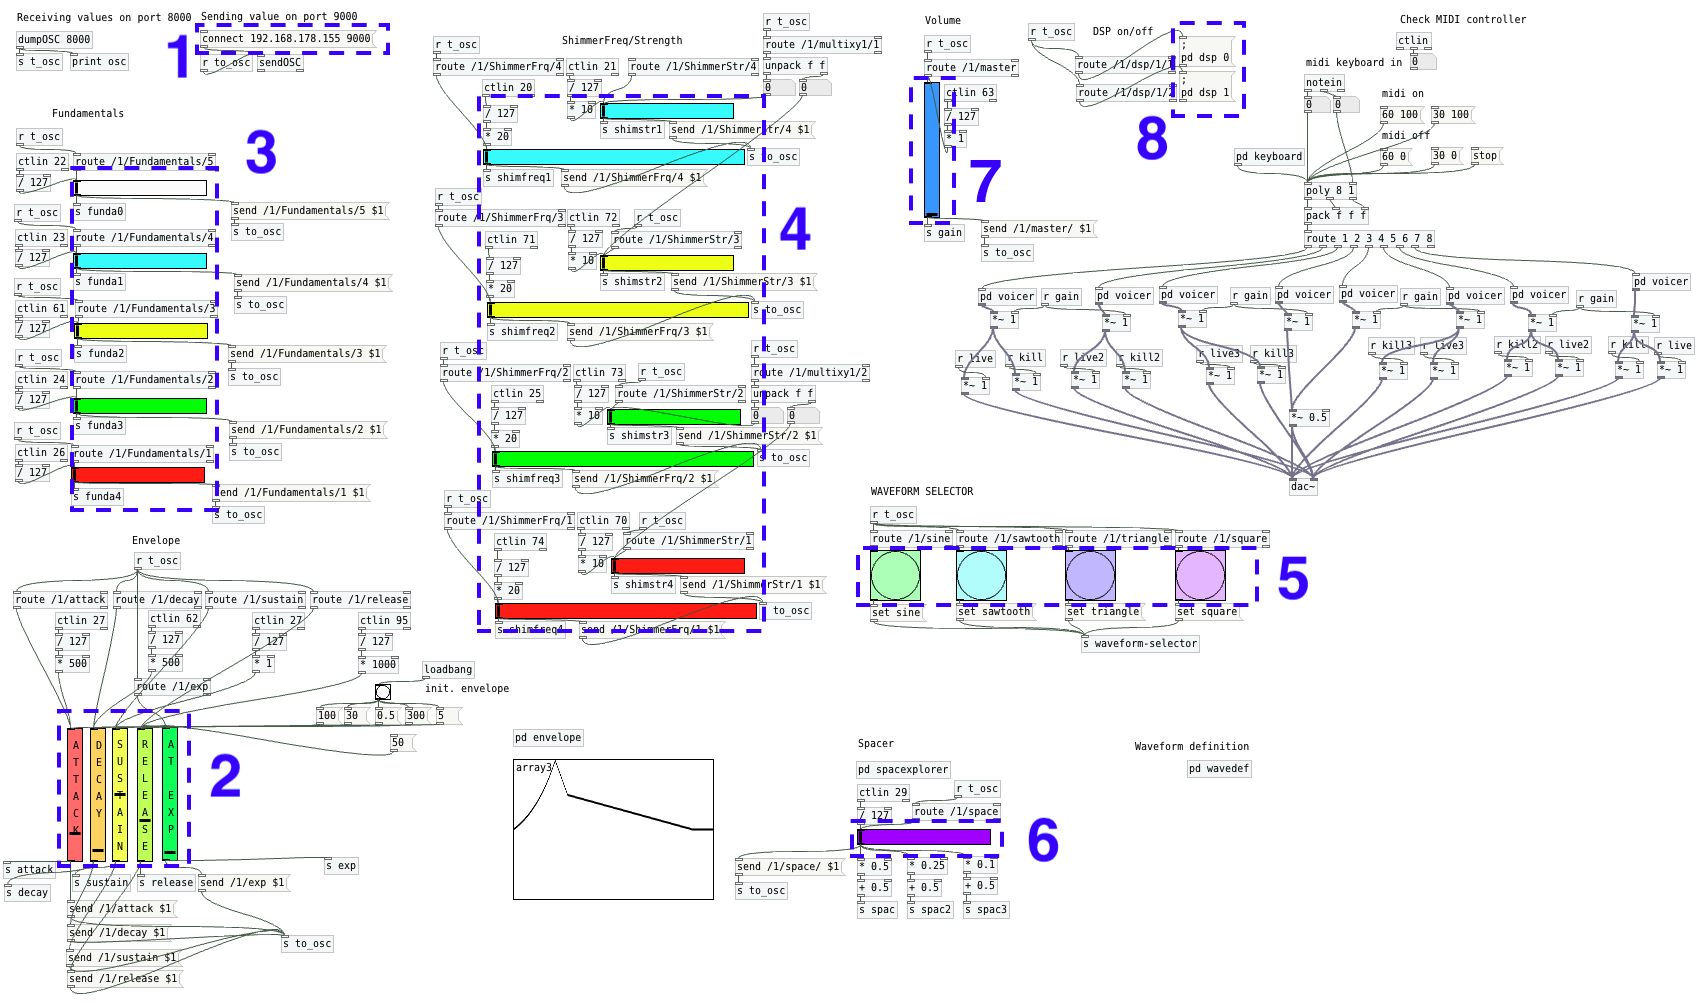 Receiving values on port 8000
Sending value on port 9000
dumpOSC 8000
connect 192.168.178.155 9000
s t_osc
print osc
r to_osc
sendOSC
1
Fundamentals
3
r t_osc
ctlin 22
route /1/Fundamentals/5
/ 127
s funda0
send /1/Fundamentals/5 $1
s to_osc
r t_osc
ctlin 23
route /1/Fundamentals/4
/ 127
s funda1
send /1/Fundamentals/4 $1
s to_osc
r t_osc
ctlin 61
route /1/Fundamentals/3
/ 127
s funda2
send /1/Fundamentals/3 $1
s to_osc
r t_osc
ctlin 24
route /1/Fundamentals/2
/ 127
s funda3
send /1/Fundamentals/2 $1
s to_osc
r t_osc
ctlin 26
route /1/Fundamentals/1
/ 127
s funda4
send /1/Fundamentals/1 $1
s to_osc
Envelope
r t_osc
route /1/attack
route /1/decay
route /1/sustain
route /1/release
ctlin 27
ctlin 62
ctlin 27
ctlin 95
/ 127
/ 127
/ 127
/ 127
* 500
* 500
* 1
* 1000
route /1/exp
loadbang
init. envelope
100
30
0.5
300
5
50
ATTACK
DECAY
SUSTAIN
RELEASE
AT EXP
2
s attack
s decay
s sustain
s release
send /1/exp $1
s exp
send /1/attack $1
send /1/decay $1
send /1/sustain $1
send /1/release $1
s to_osc
ShimmerFreq/Strength
r t_osc
route /1/ShimmerFrq/4
ctlin 21
route /1/ShimmerStr/4
r t_osc
route /1/multixy1/1
unpack f f
0
0
ctlin 20
/ 127
/ 127
* 10
* 20
s shimstr1
send /1/ShimmerStr/4 $1
s to_osc
s shimfreq1
send /1/ShimmerFrq/4 $1
r t_osc
route /1/ShimmerFrq/3
ctlin 72
r t_osc
ctlin 71
/ 127
route /1/ShimmerStr/3
/ 127
* 10
* 20
s shimstr2
send /1/ShimmerStr/3 $1
s to_osc
s shimfreq2
send /1/ShimmerFrq/3 $1
4
r t_osc
route /1/ShimmerFrq/2
ctlin 73
r t_osc
r t_osc
route /1/multixy1/2
unpack f f
0
0
ctlin 25
/ 127
route /1/ShimmerStr/2
/ 127
* 10
* 20
s shimstr3
send /1/ShimmerStr/2 $1
s to_osc
s shimfreq3
send /1/ShimmerFrq/2 $1
r t_osc
route /1/ShimmerFrq/1
ctlin 70
r t_osc
ctlin 74
/ 127
route /1/ShimmerStr/1
/ 127
* 10
* 20
s shimstr4
send /1/ShimmerStr/1 $1
to_osc
s shimfreq4
send /1/ShimmerFrq/1 $1
pd envelope
array3
Volume
r t_osc
route /1/master
ctlin 63
/ 127
* 1
7
s gain
send /1/master/ $1
s to_osc
r t_osc
DSP on/off
route /1/dsp/1/1
route /1/dsp/1/2
;
pd dsp 0
;
pd dsp 1
8
Check MIDI controller
ctlin
0
midi keyboard in
notein
0
0
midi on
60 100
30 100
midi off
60 0
30 0
stop
pd keyboard
poly 8 1
pack f f f
route 1 2 3 4 5 6 7 8
pd voicer
r gain
pd voicer
pd voicer
r gain
pd voicer
pd voicer
r gain
pd voicer
pd voicer
r gain
pd voicer
*~ 1
*~ 1
*~ 1
*~ 1
*~ 1
*~ 1
*~ 1
*~ 1
r live
r kill
r live2
r kill2
r live3
r kill3
r kill3
r live3
r kill2
r live2
r kill
r live
*~ 1
*~ 1
*~ 1
*~ 1
*~ 1
*~ 1
*~ 1
*~ 1
*~ 1
*~ 1
*~ 1
*~ 1
*~ 0.5
dac~
WAVEFORM SELECTOR
r t_osc
route /1/sine
route /1/sawtooth
route /1/triangle
route /1/square
5
set sine
set sawtooth
set triangle
set square
s waveform-selector
Spacer
pd spacexplorer
ctlin 29
r t_osc
/ 127
route /1/space
6
send /1/space/ $1
s to_osc
* 0.5
* 0.25
* 0.1
+ 0.5
+ 0.5
+ 0.5
s spac
s spac2
s spac3
Waveform definition
pd wavedef